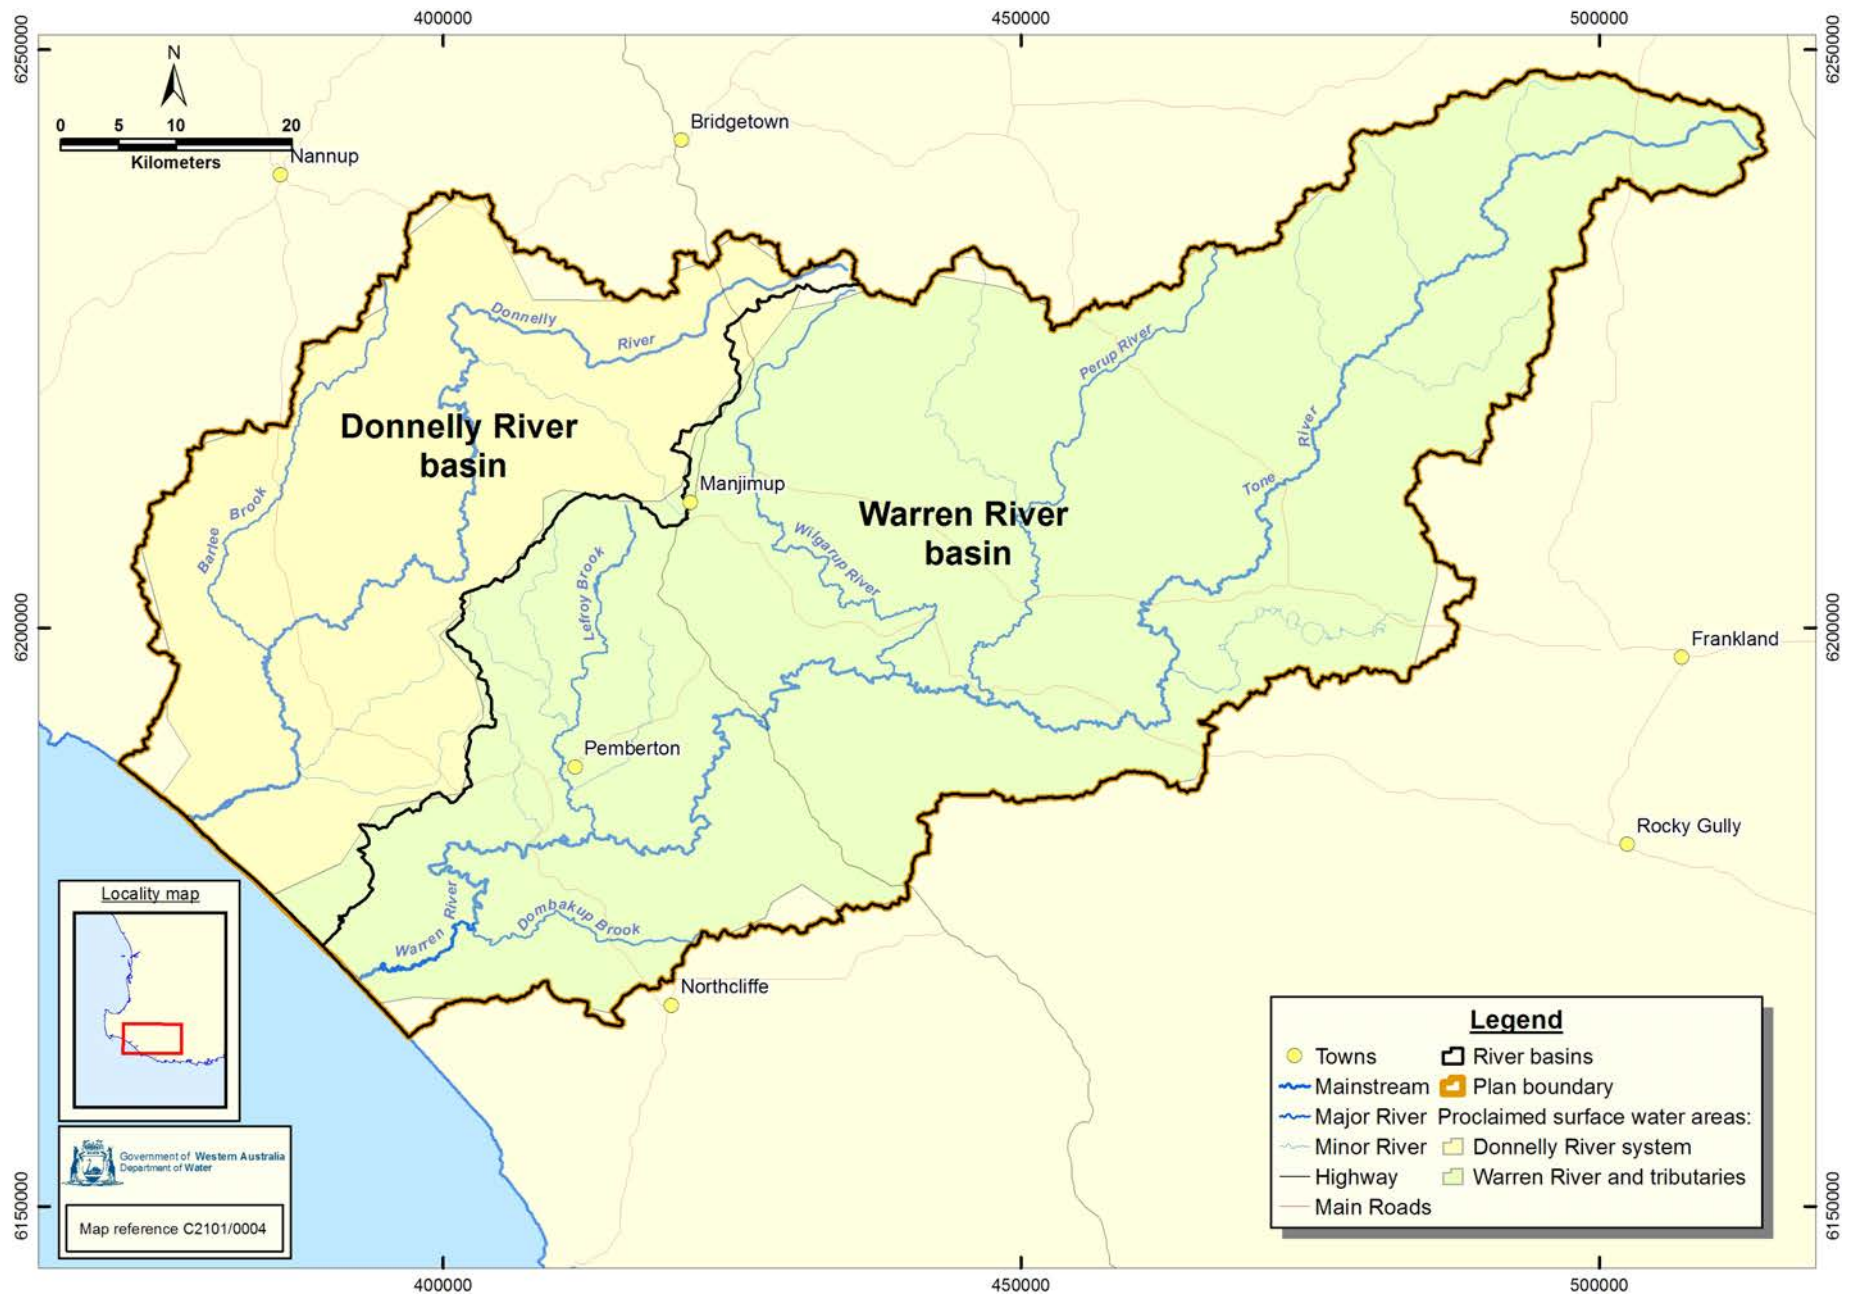 400000
450000
500000
6250000
6250000
N
0 5 10 20
Kilometers
Nannup
Bridgetown
Donnelly
River
Perup River
Donnelly River
basin
Manjimup
Warren River
basin
River
Tone
Barlee Brook
Wilgarup River
Lefroy Brook
6200000
6200000
Frankland
Pemberton
Rocky Gully
Warren River
Dombakup Brook
Northcliffe
Locality map
Government of Western Australia
Department of Water
Map reference C2101/0004
Legend
Towns
Mainstream
Major River
Minor River
Highway
Main Roads
River basins
Plan boundary
Proclaimed surface water areas:
Donnelly River system
Warren River and tributaries
6150000
6150000
400000
450000
500000